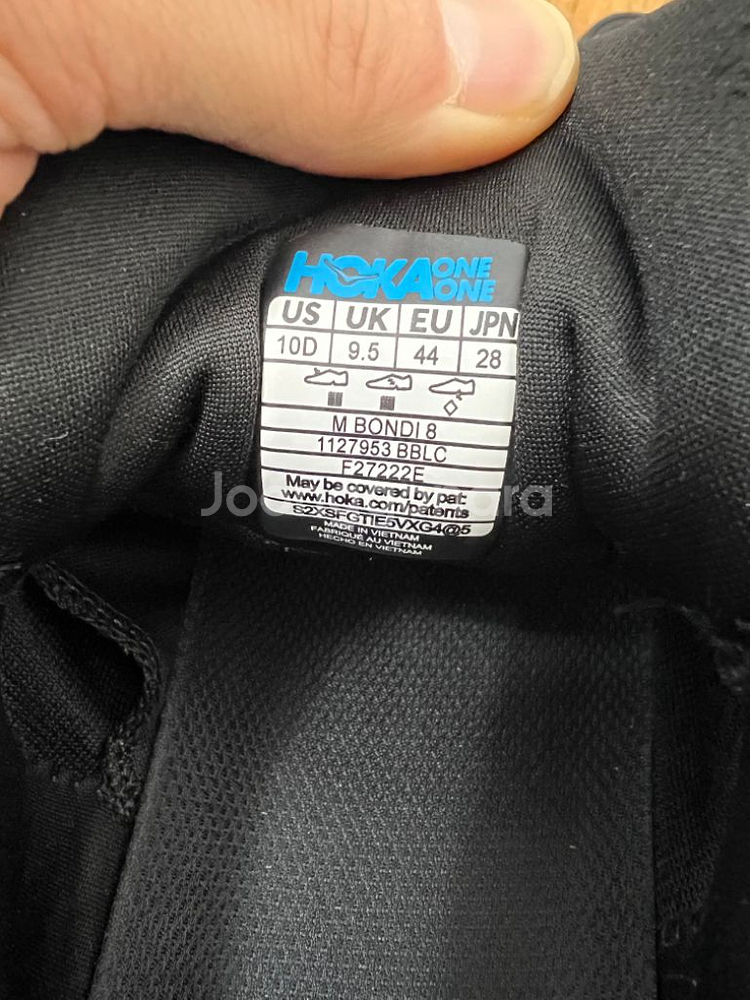 HOKA ONE ONE
US UK EU JPN
10D 9.5 44 28
M BONDI 8
1127953 BBLC
F27222E
May be covered by pat:
www.hoka.com/patents
S2XSFGTIE5VXG4@5
MADE IN VIETNAM
FABRIQUÉ AU VIETNAM
HECHO EN VIETNAM